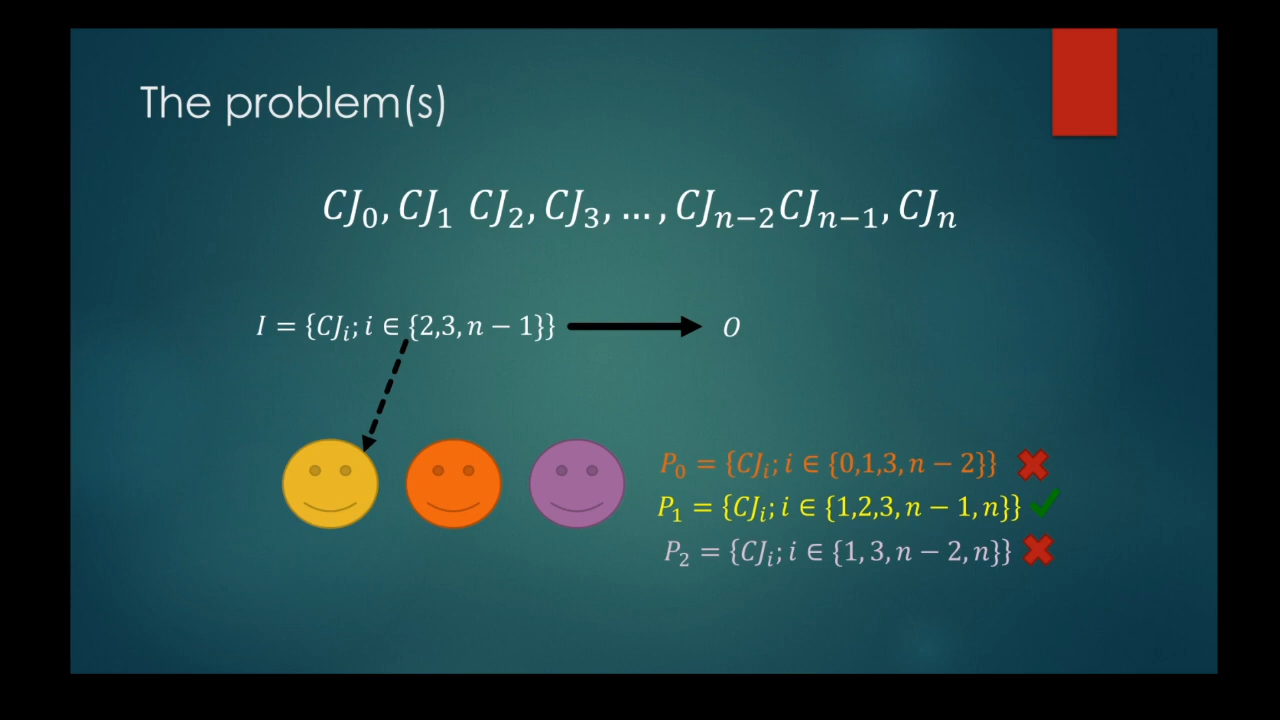 The problem(s)
CJ₀, CJ₁ CJ₂, CJ₃, … , CJₙ₋₂CJₙ₋₁, CJₙ
I = {CJᵢ; i ∈ {2,3, n − 1}}
O
P₀ = {CJᵢ; i ∈ {0,1,3, n − 2}}
P₁ = {CJᵢ; i ∈ {1,2,3, n − 1, n}}
P₂ = {CJᵢ; i ∈ {1, 3, n − 2, n}}